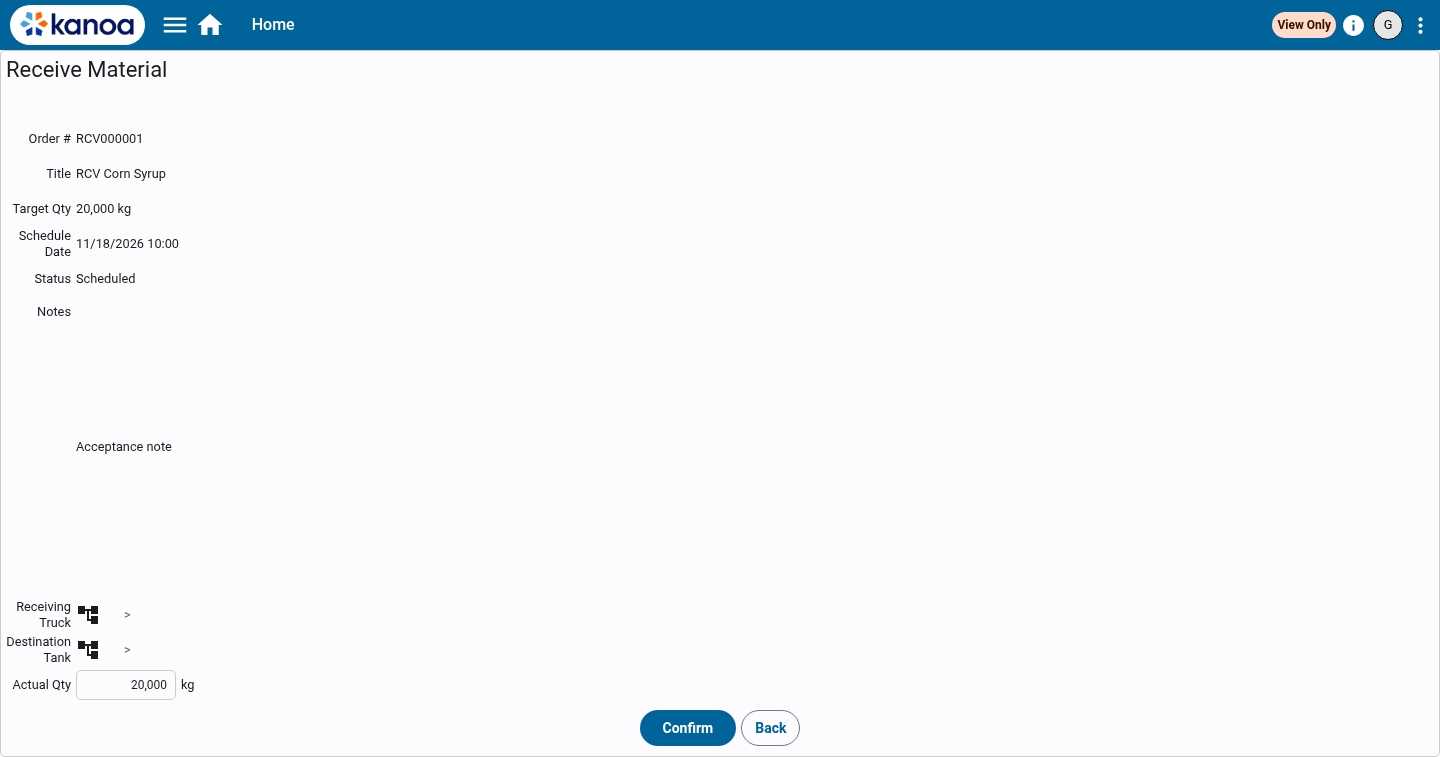 kanoa
Home
View Only
G
Receive Material
Order # RCV000001
Title RCV Corn Syrup
Target Qty 20,000 kg
Schedule
Date 11/18/2026 10:00
Status Scheduled
Notes
Acceptance note
Receiving
Truck >
Destination
Tank >
Actual Qty 20,000 kg
Confirm Back